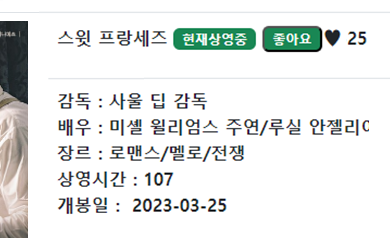 스윗 프랑세즈 현재상영중 좋아요 ♥ 25
감독 : 사울 딥 감독
배우 : 미셸 윌리엄스 주연/루실 안젤리
장르 : 로맨스/멜로/전쟁
상영시간 : 107
개봉일 : 2023-03-25